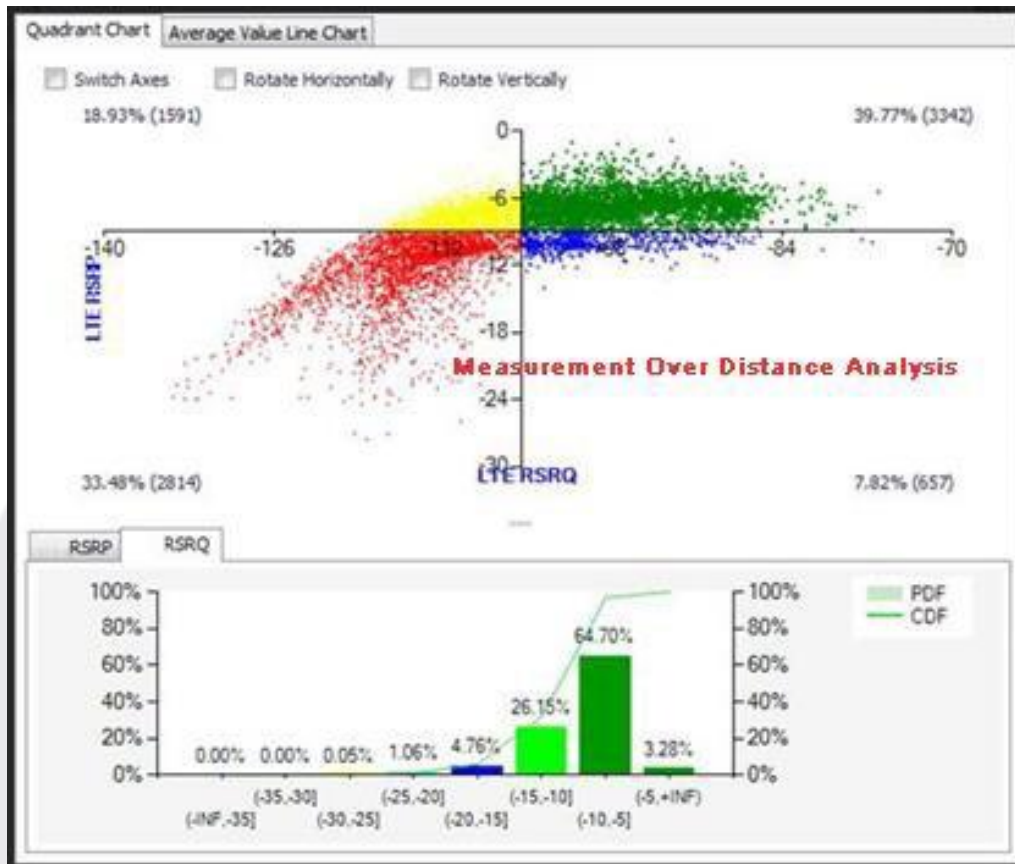 Quadrant Chart Average Value Line Chart
Switch Axes Rotate Horizontally Rotate Vertically
18.93% (1591) 39.77% (3342)
0
-6
-140 -126 -84 -70
-12
LTE RSRP
-18
Measurement Over Distance Analysis
-24
-30
LTE RSRQ
33.48% (2814) 7.82% (657)
RSRP RSRQ
100% 100% PDF
CDF
80% 80%
64.70%
60% 60%
40% 40%
26.15%
20% 20%
0.00% 0.00% 0.05% 1.06% 4.76% 3.28%
0% 0%
(-35,-30] (-25,-20] (-15,-10] (-5,+INF)
(-INF,-35] (-30,-25] (-20,-15] (-10,-5]